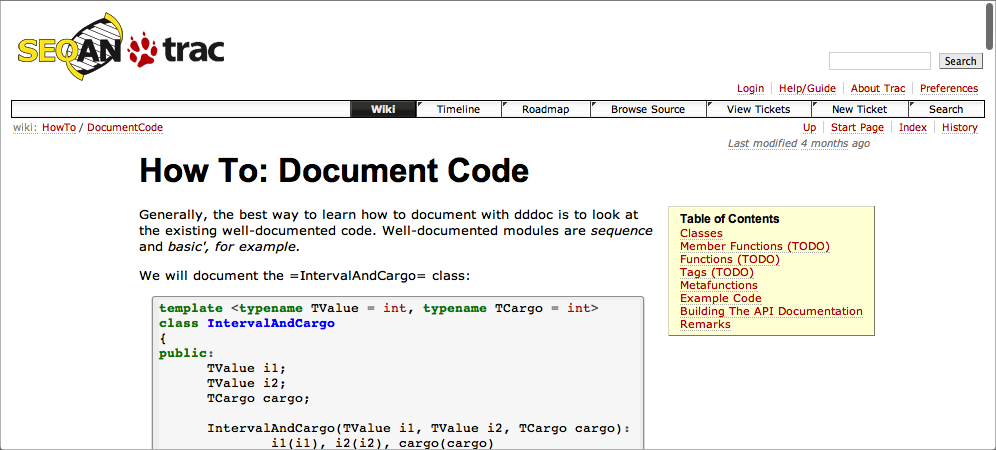 SEQAN trac
Search
Login Help/Guide About Trac Preferences
Wiki Timeline Roadmap Browse Source View Tickets New Ticket Search
wiki: HowTo / DocumentCode Up Start Page Index History
Last modified 4 months ago
How To: Document Code
Generally, the best way to learn how to document with dddoc is to look at
the existing well-documented code. Well-documented modules are sequence
and basic', for example.
We will document the =IntervalAndCargo= class:
template <typename TValue = int, typename TCargo = int>
class IntervalAndCargo
{
public:
TValue i1;
TValue i2;
TCargo cargo;
IntervalAndCargo(TValue i1, TValue i2, TCargo cargo):
i1(i1), i2(i2), cargo(cargo)
Table of Contents
Classes
Member Functions (TODO)
Functions (TODO)
Tags (TODO)
Metafunctions
Example Code
Building The API Documentation
Remarks